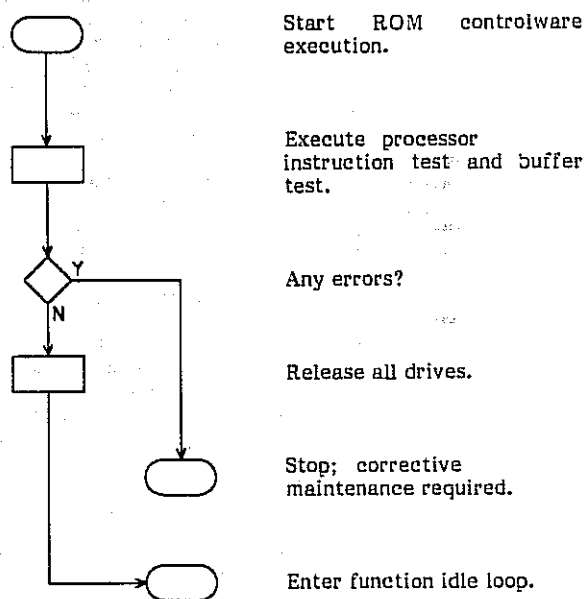 Start ROM controlware
execution.
Execute processor
instruction test and buffer
test.
Y
Any errors?
N
Release all drives.
Stop; corrective
maintenance required.
Enter function idle loop.